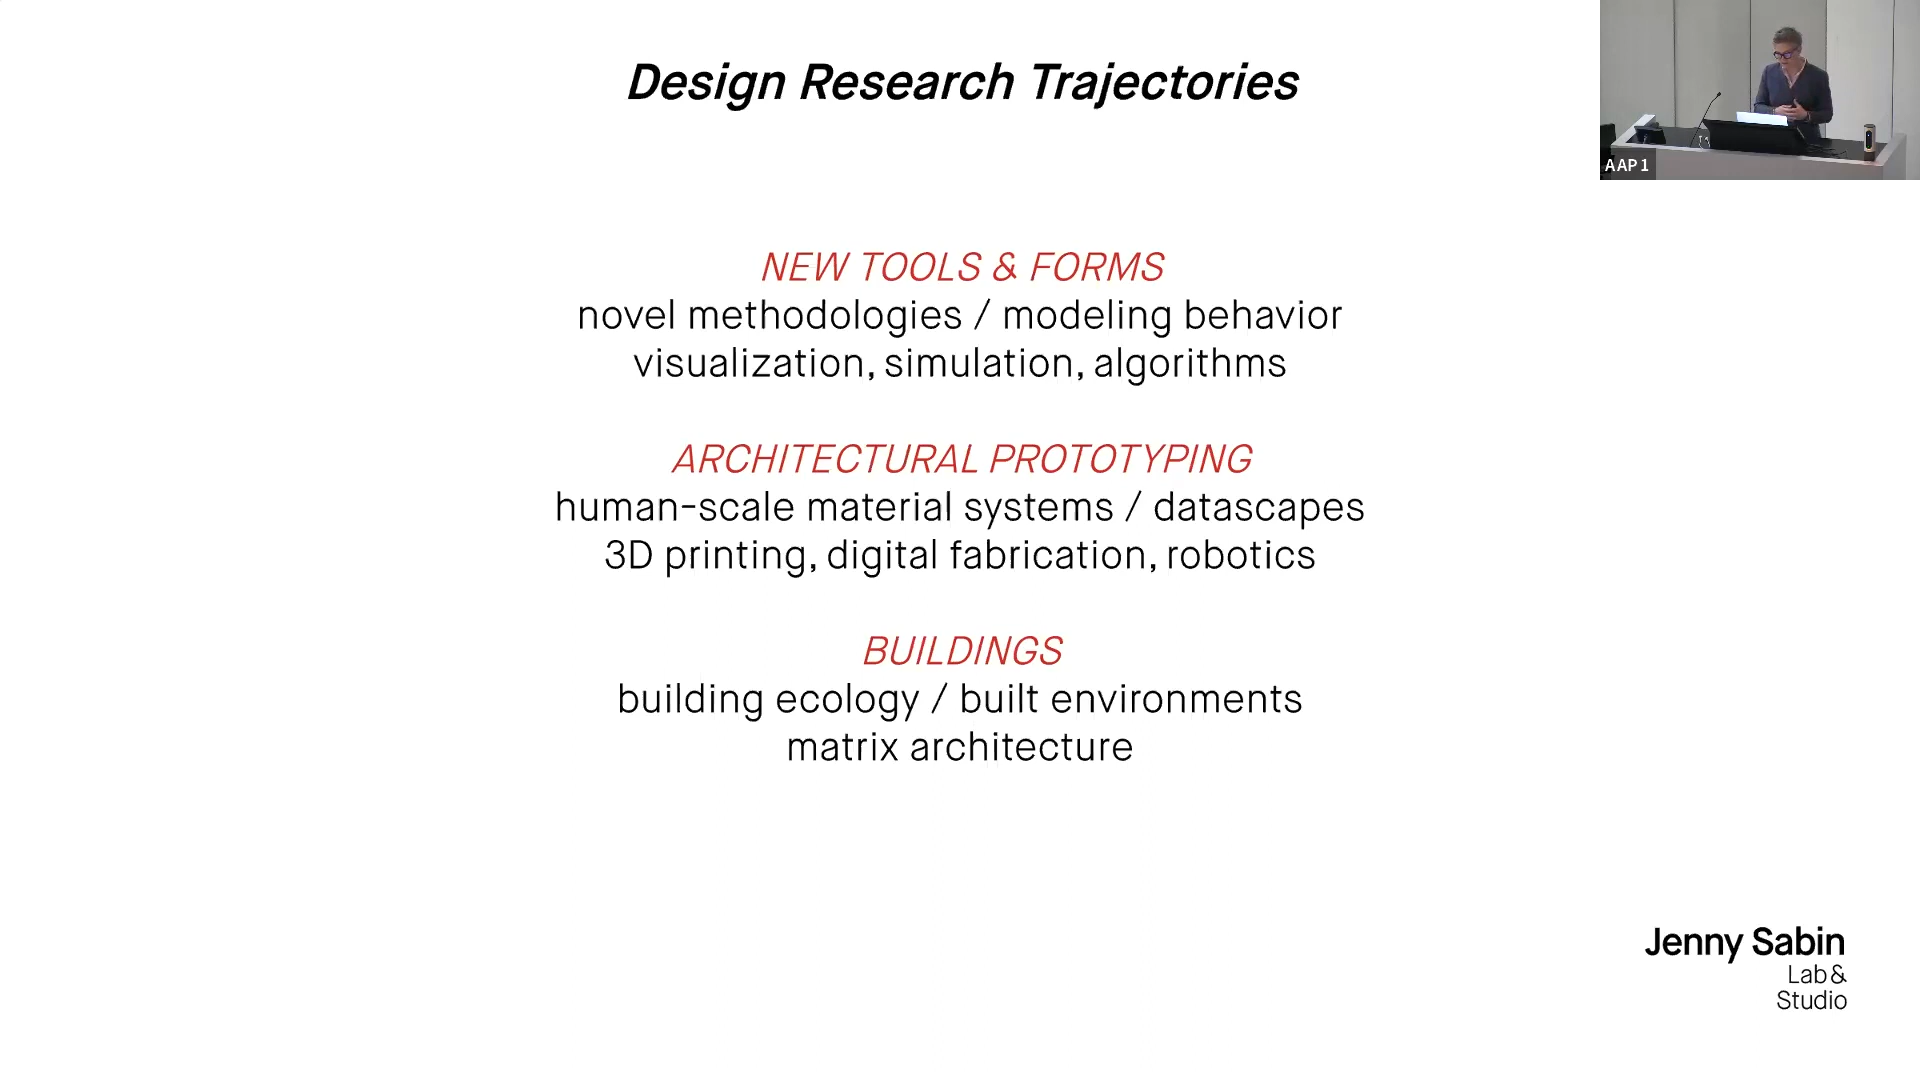 Design Research Trajectories
AAP 1
NEW TOOLS & FORMS
novel methodologies / modeling behavior
visualization, simulation, algorithms
ARCHITECTURAL PROTOTYPING
human-scale material systems / datascapes
3D printing, digital fabrication, robotics
BUILDINGS
building ecology / built environments
matrix architecture
Jenny Sabin
Lab &
Studio